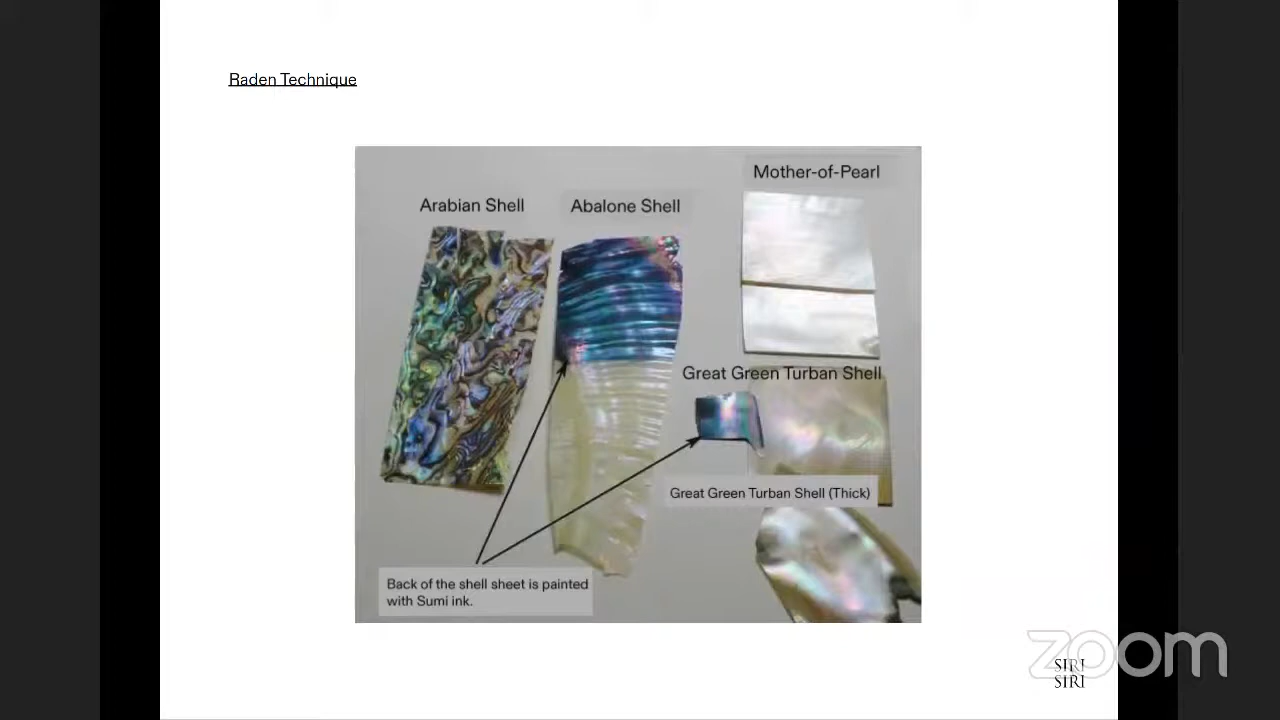 Raden Technique
Mother-of-Pearl
Arabian Shell
Abalone Shell
Great Green Turban Shell
Great Green Turban Shell (Thick)
Back of the shell sheet is painted
with Sumi ink.
zoom
SIRI
SIRI